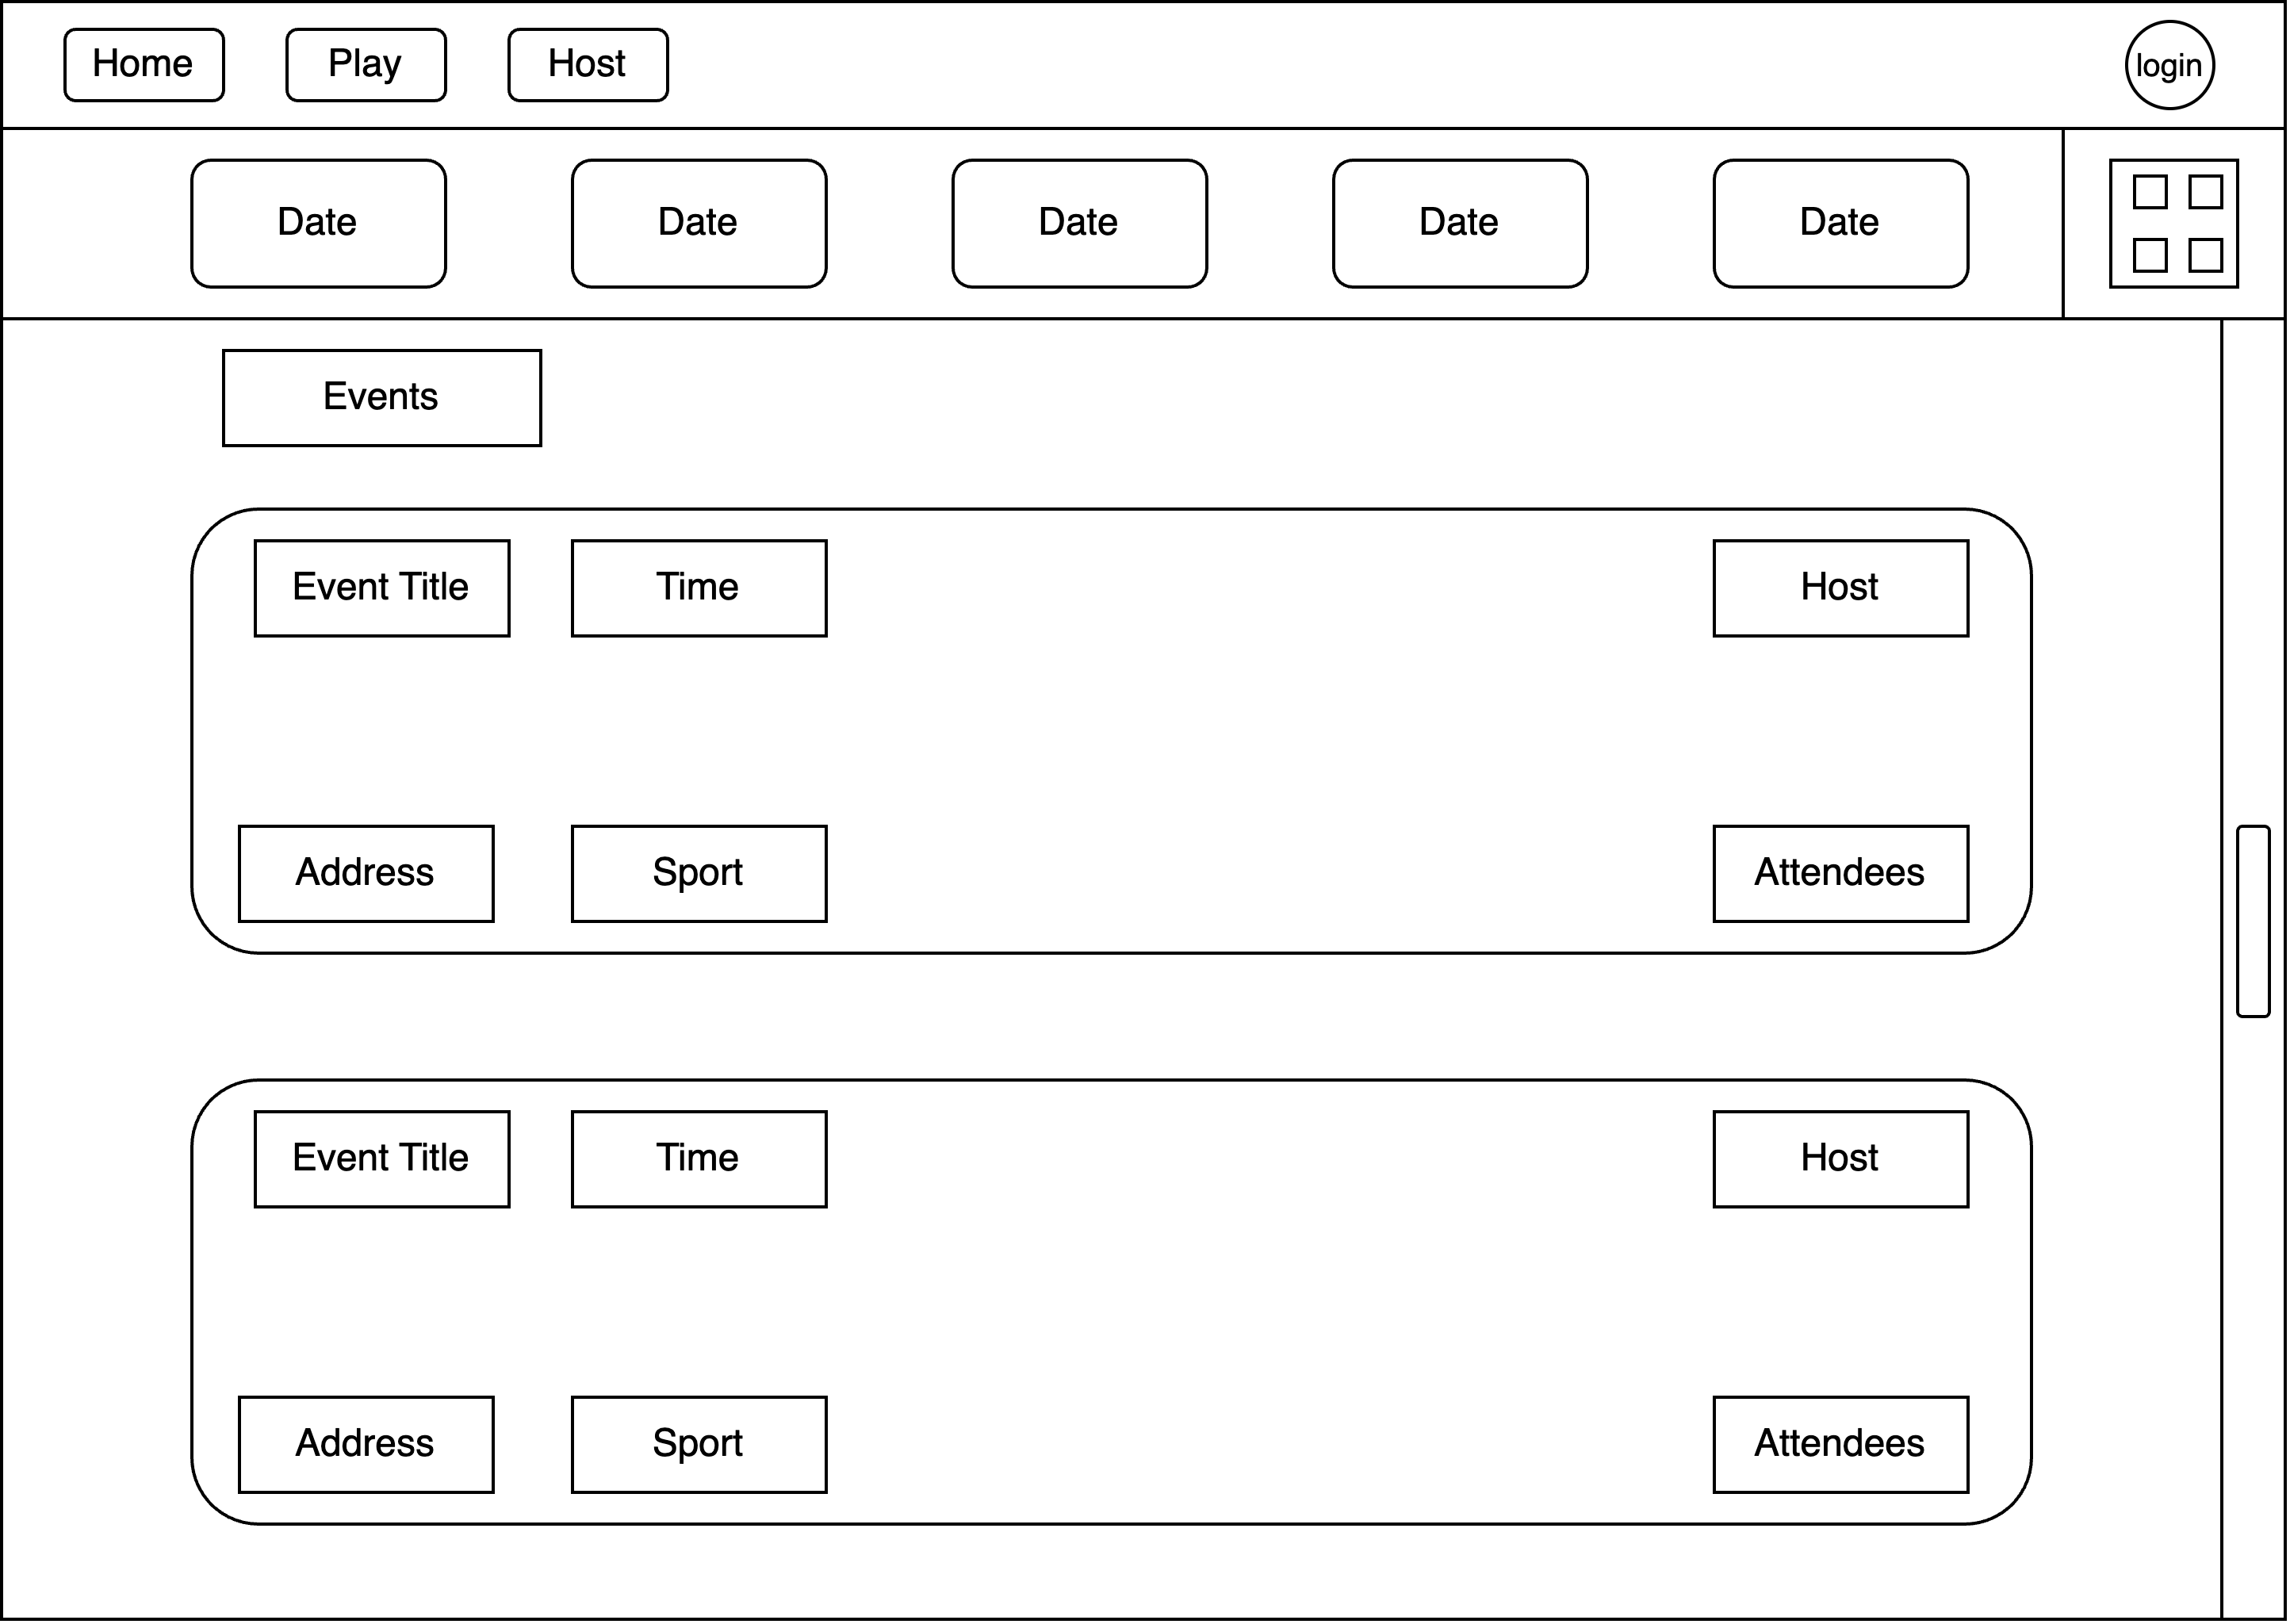 Home
Play
Host
login
Date
Date
Date
Date
Date
Events
Event Title
Time
Host
Address
Sport
Attendees
Event Title
Time
Host
Address
Sport
Attendees